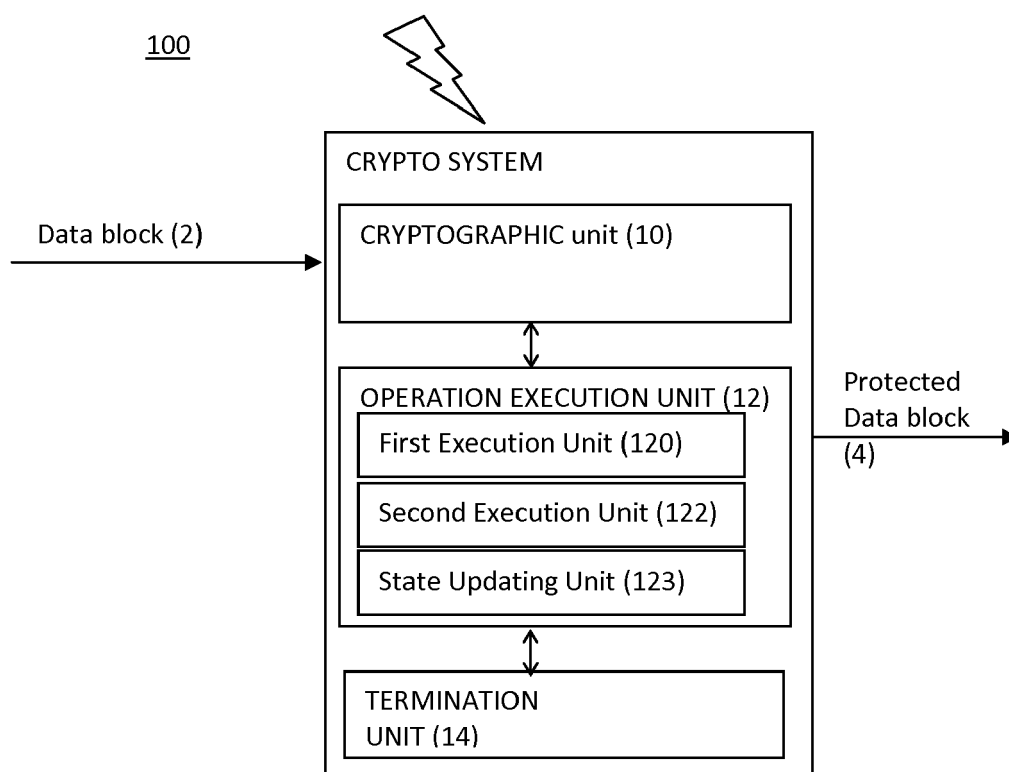 100
CRYPTO SYSTEM
Data block (2)
CRYPTOGRAPHIC unit (10)
OPERATION EXECUTION UNIT (12)
First Execution Unit (120)
Second Execution Unit (122)
State Updating Unit (123)
Protected
Data block
(4)
TERMINATION
UNIT (14)